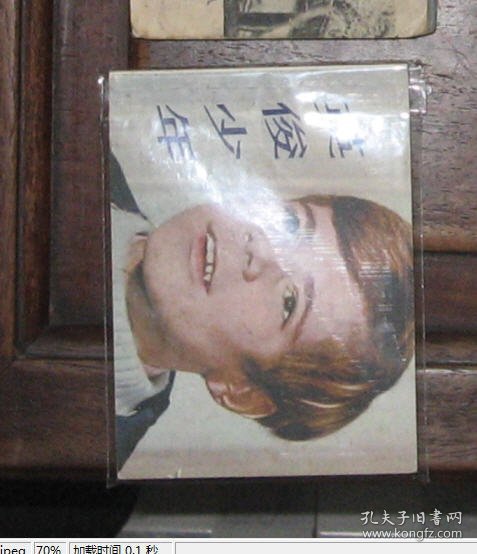 英俊少年
孔夫子旧书网
www.kongfz.com
jpeg 70% 加载时间 0.1 秒